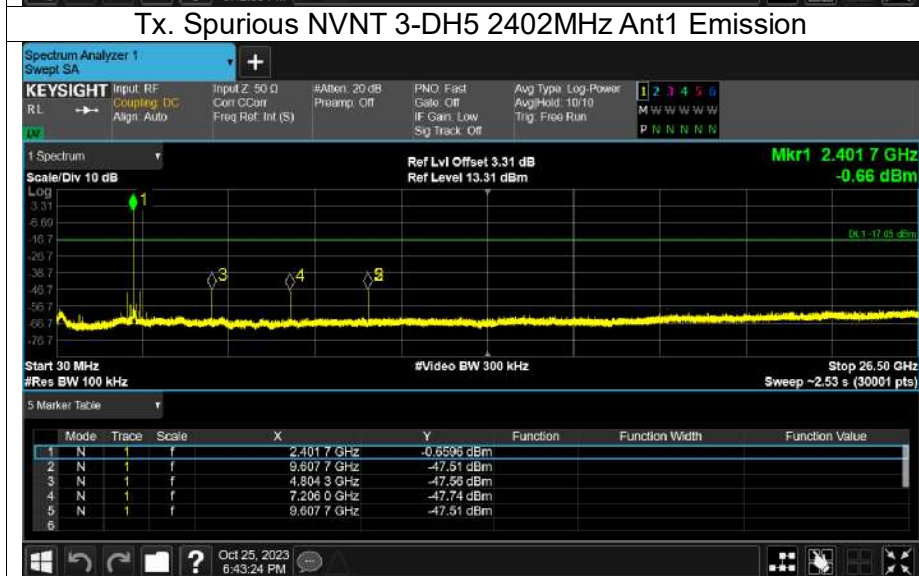 Tx. Spurious NVNT 3-DH5 2402MHz Ant1 Emission
Spectrum Analyzer 1
Swept SA
+
KEYSIGHT Input: RF Input Z: 50 Ω #Atten: 20 dB PNO: Fast Avg Type: Log-Power 1 2 3 4 5 6
RL Coupling: DC Corr CCorr Preamp: Off Gate: Off Avg|Hold: 10/10 M W W W W W
Align: Auto Freq Ref: Int (S) IF Gain: Low Trig: Free Run
Sig Track: Off P N N N N N
1 Spectrum Ref Lvl Offset 3.31 dB Mkr1 2.401 7 GHz
Scale/Div 10 dB Ref Level 13.31 dBm -0.66 dBm
Log
3.31 1
-6.69
-16.7 DL1 -17.05 dBm
-26.7
-36.7 3 4
-46.7
-56.7
-66.7
-76.7
Start 30 MHz #Video BW 300 kHz Stop 26.50 GHz
#Res BW 100 kHz Sweep ~2.53 s (30001 pts)
5 Marker Table
Mode Trace Scale X Y Function Function Width Function Value
1 N 1 f 2.401 7 GHz -0.6596 dBm
2 N 1 f 9.607 7 GHz -47.51 dBm
3 N 1 f 4.804 3 GHz -47.56 dBm
4 N 1 f 7.206 0 GHz -47.74 dBm
5 N 1 f 9.607 7 GHz -47.51 dBm
6
? Oct 25, 2023
6:43:24 PM